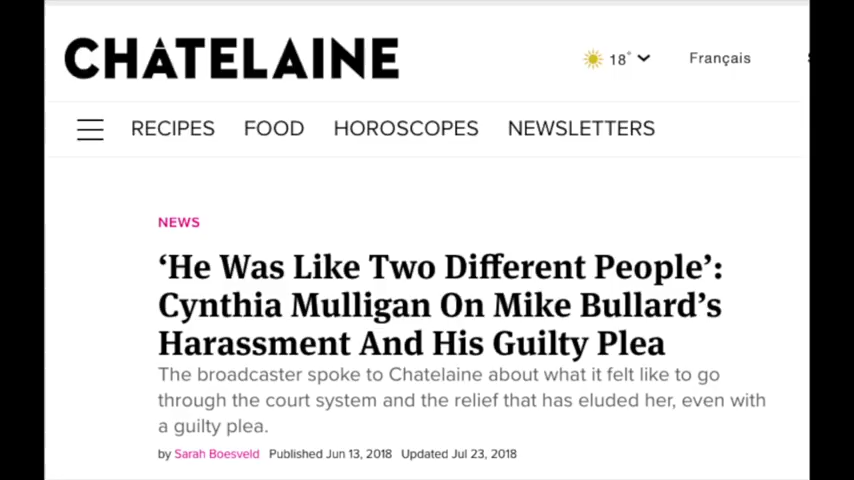 CHATELAINE
18° Français
RECIPES FOOD HOROSCOPES NEWSLETTERS
NEWS
‘He Was Like Two Different People’:
Cynthia Mulligan On Mike Bullard’s
Harassment And His Guilty Plea
The broadcaster spoke to Chatelaine about what it felt like to go
through the court system and the relief that has eluded her, even with
a guilty plea.
by Sarah Boesveld Published Jun 13, 2018 Updated Jul 23, 2018